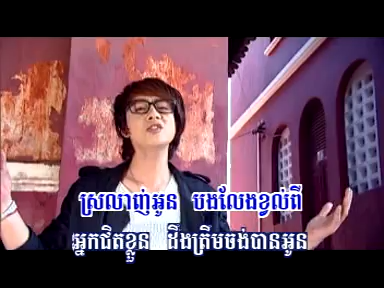 ស្រលាញ់អូន បងលែងខ្វល់ពី
អ្នកជិតខ្លួន ដឹងត្រឹមចង់បានអូន